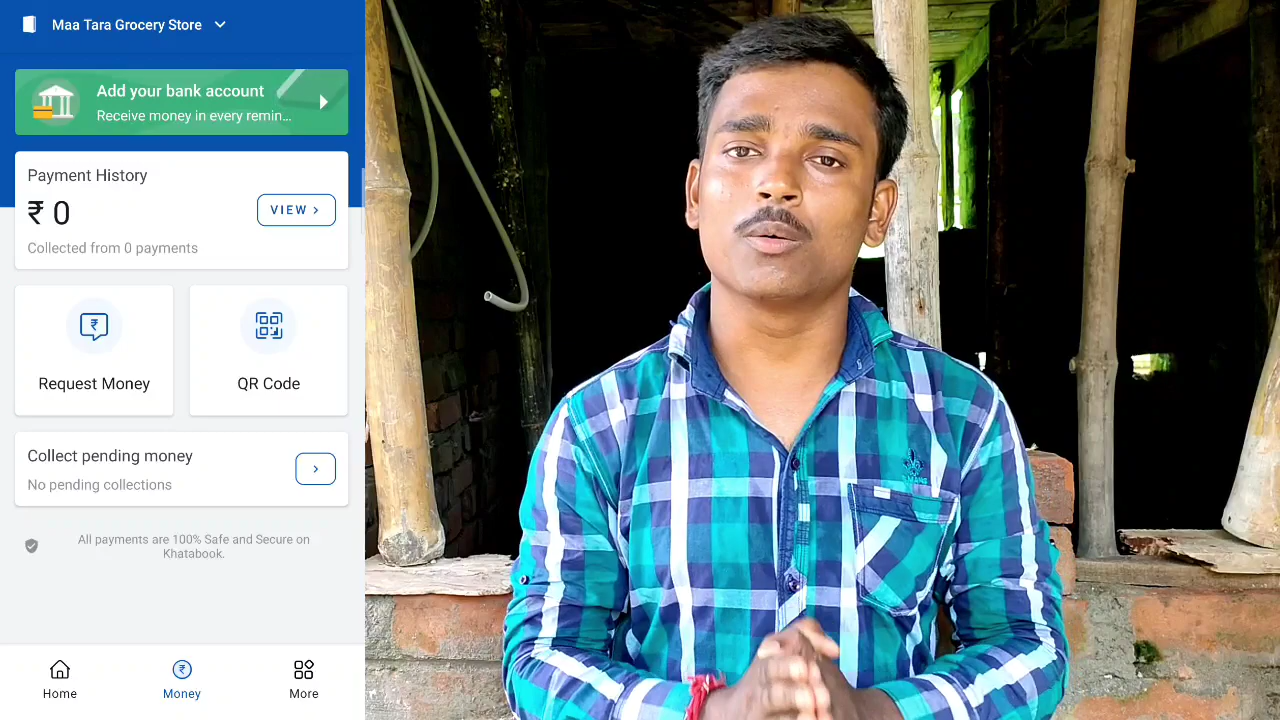 Maa Tara Grocery Store
Add your bank account
Receive money in every remin...
Payment History
₹ 0
VIEW >
Collected from 0 payments
₹
Request Money
QR Code
Collect pending money
>
No pending collections
All payments are 100% Safe and Secure on
Khatabook.
₹
Home
Money
More